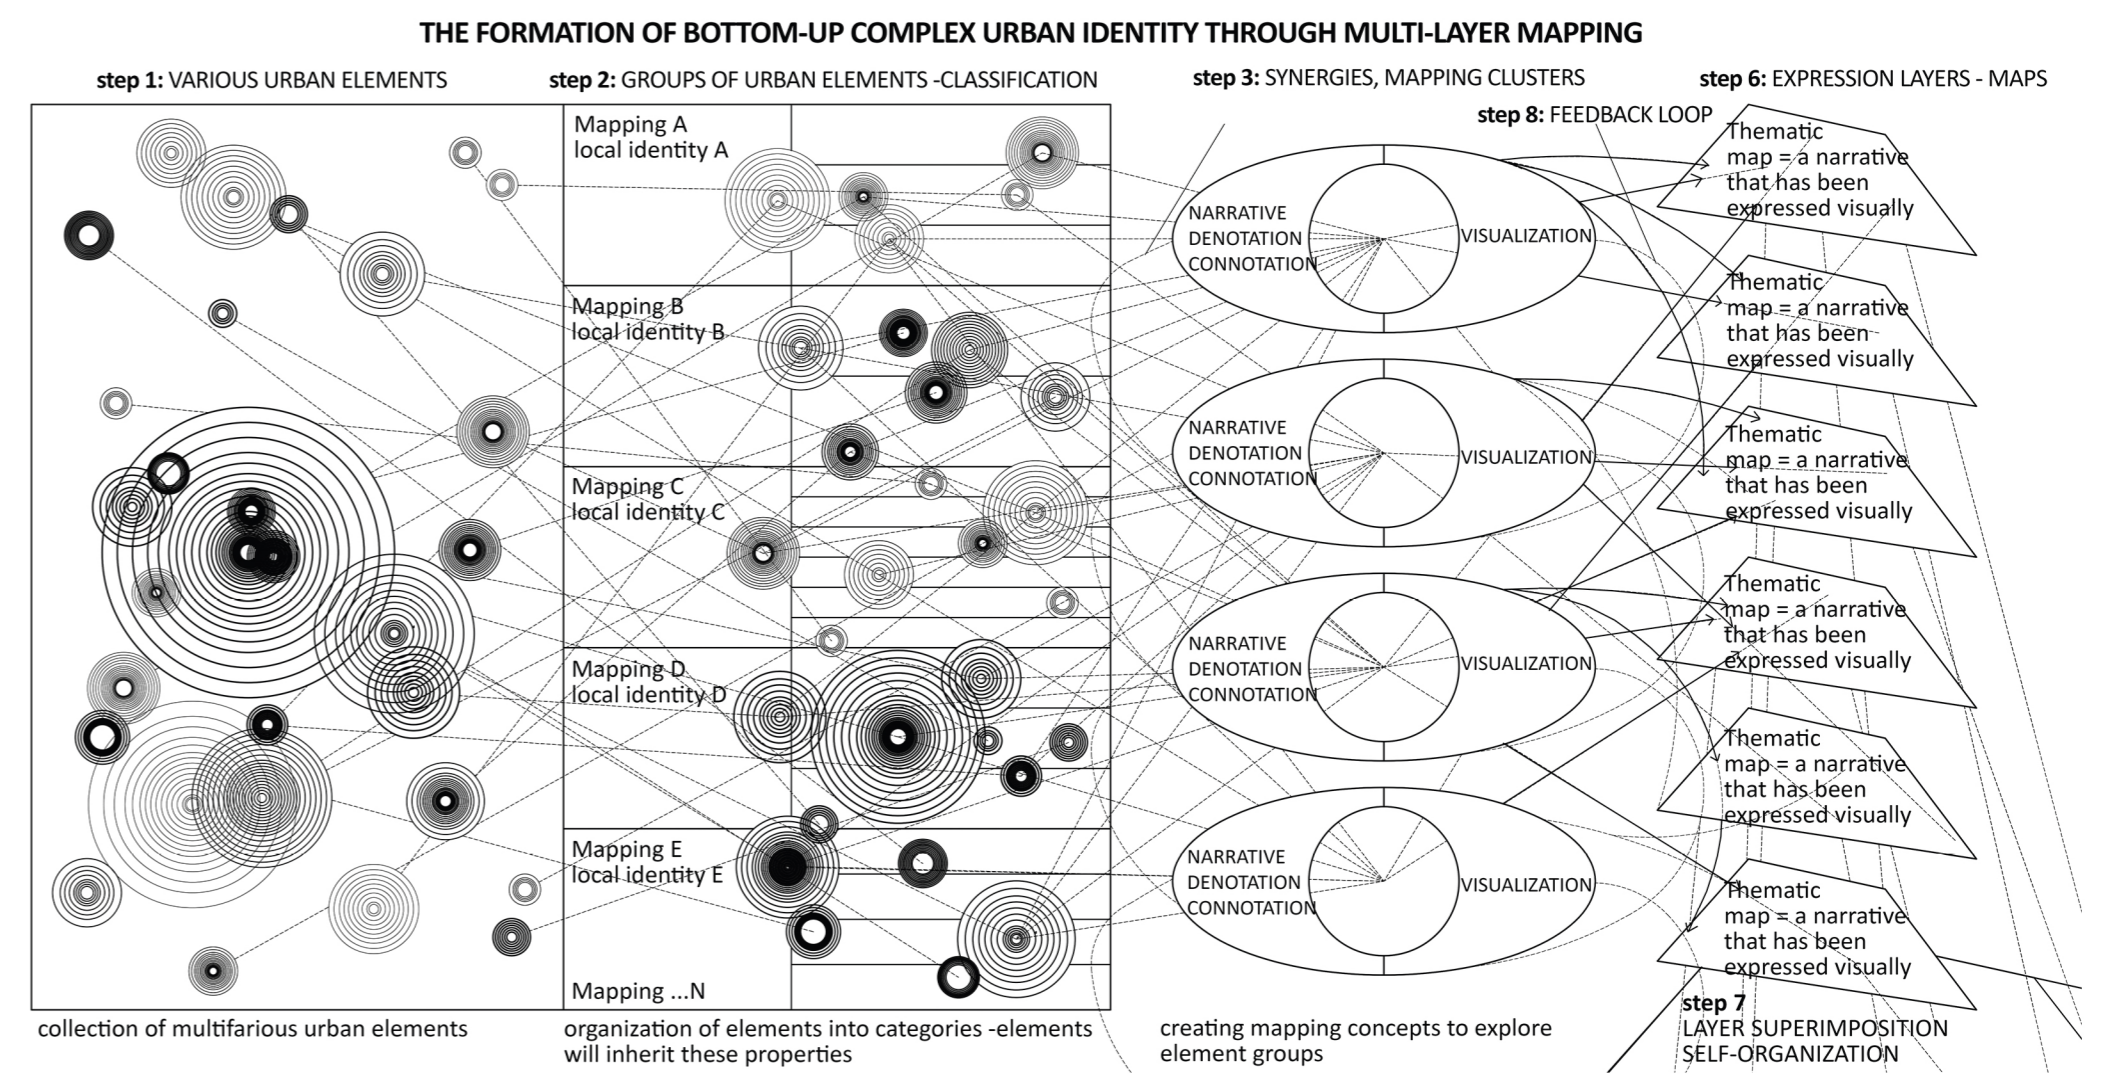 THE FORMATION OF BOTTOM-UP COMPLEX URBAN IDENTITY THROUGH MULTI-LAYER MAPPING
step 1: VARIOUS URBAN ELEMENTS
step 2: GROUPS OF URBAN ELEMENTS -CLASSIFICATION
step 3: SYNERGIES, MAPPING CLUSTERS
step 6: EXPRESSION LAYERS - MAPS
step 8: FEEDBACK LOOP
Mapping A
local identity A
Mapping B
local identity B
Mapping C
local identity C
Mapping D
local identity D
Mapping E
local identity E
Mapping ...N
NARRATIVE
DENOTATION
CONNOTATION
VISUALIZATION
NARRATIVE
DENOTATION
CONNOTATION
VISUALIZATION
NARRATIVE
DENOTATION
CONNOTATION
VISUALIZATION
NARRATIVE
DENOTATION
CONNOTATION
VISUALIZATION
Thematic
map = a narrative
that has been
expressed visually
Thematic
map = a narrative
that has been
expressed visually
Thematic
map = a narrative
that has been
expressed visually
Thematic
map = a narrative
that has been
expressed visually
Thematic
map = a narrative
that has been
expressed visually
Thematic
map = a narrative
that has been
expressed visually
collection of multifarious urban elements
organization of elements into categories -elements
will inherit these properties
creating mapping concepts to explore
element groups
step 7
LAYER SUPERIMPOSITION
SELF-ORGANIZATION